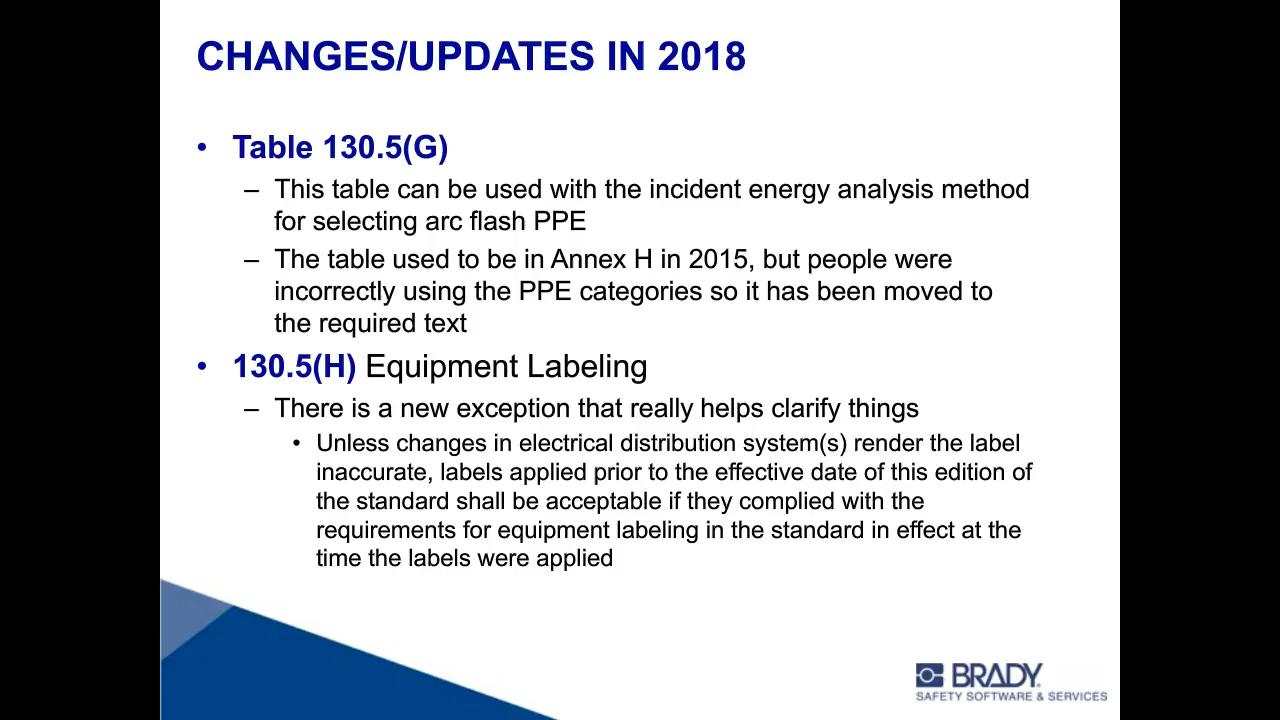 CHANGES/UPDATES IN 2018
• Table 130.5(G)
– This table can be used with the incident energy analysis method
for selecting arc flash PPE
– The table used to be in Annex H in 2015, but people were
incorrectly using the PPE categories so it has been moved to
the required text
• 130.5(H) Equipment Labeling
– There is a new exception that really helps clarify things
• Unless changes in electrical distribution system(s) render the label
inaccurate, labels applied prior to the effective date of this edition of
the standard shall be acceptable if they complied with the
requirements for equipment labeling in the standard in effect at the
time the labels were applied
BRADY
SAFETY SOFTWARE & SERVICES